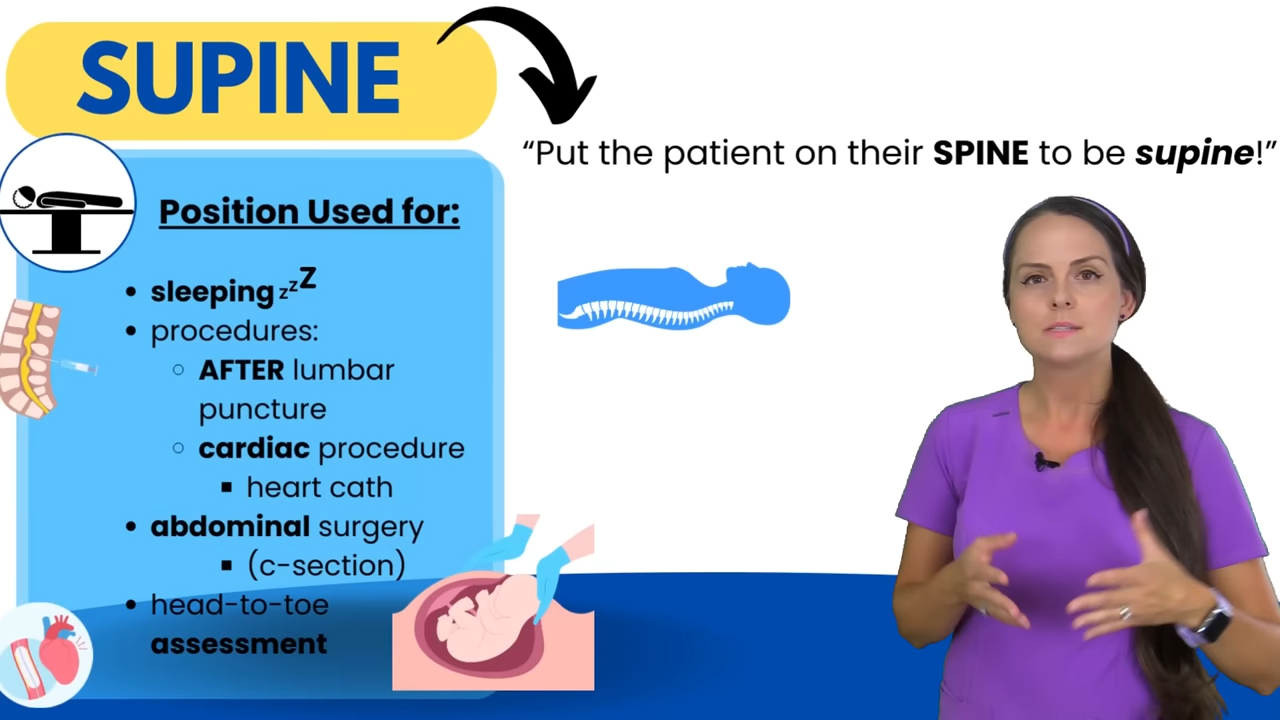 SUPINE
“Put the patient on their SPINE to be supine!”
Position Used for:
• sleeping zzZ
• procedures:
○ AFTER lumbar
puncture
○ cardiac procedure
▪ heart cath
• abdominal surgery
▪ (c-section)
• head-to-toe
assessment